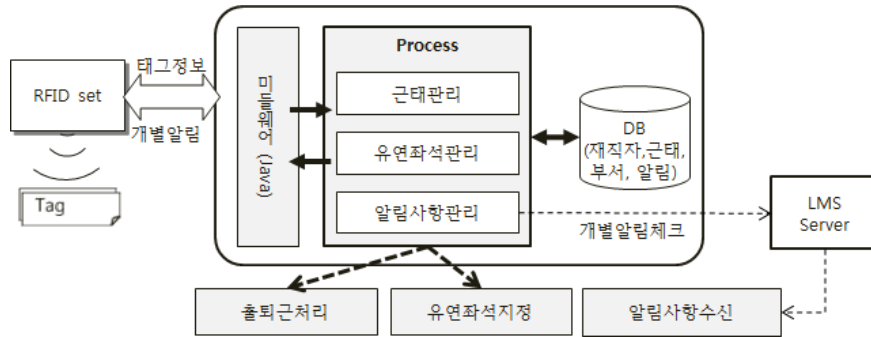 Process
RFID set
태그정보
개별알림
Tag
미들웨어 (Java)
근태관리
유연좌석관리
알림사항관리
DB
(재직자,근태,
부서, 알림)
개별알림체크
LMS
Server
출퇴근처리
유연좌석지정
알림사항수신